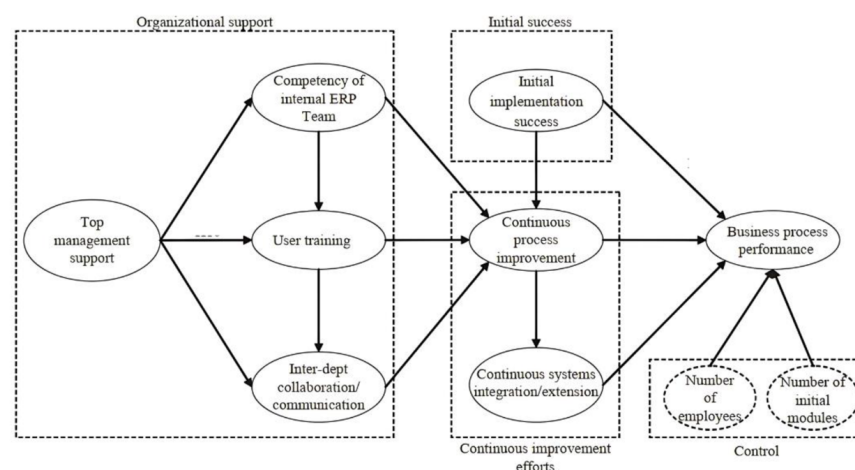 Organizational support
Initial success
Competency of
internal ERP
Team
Initial
implementation
success
Top
management
support
User training
Continuous
process
improvement
Business process
performance
Inter-dept
collaboration/
communication
Continuous systems
integration/extension
Number
of
employees
Number of
initial
modules
Continuous improvement
efforts
Control